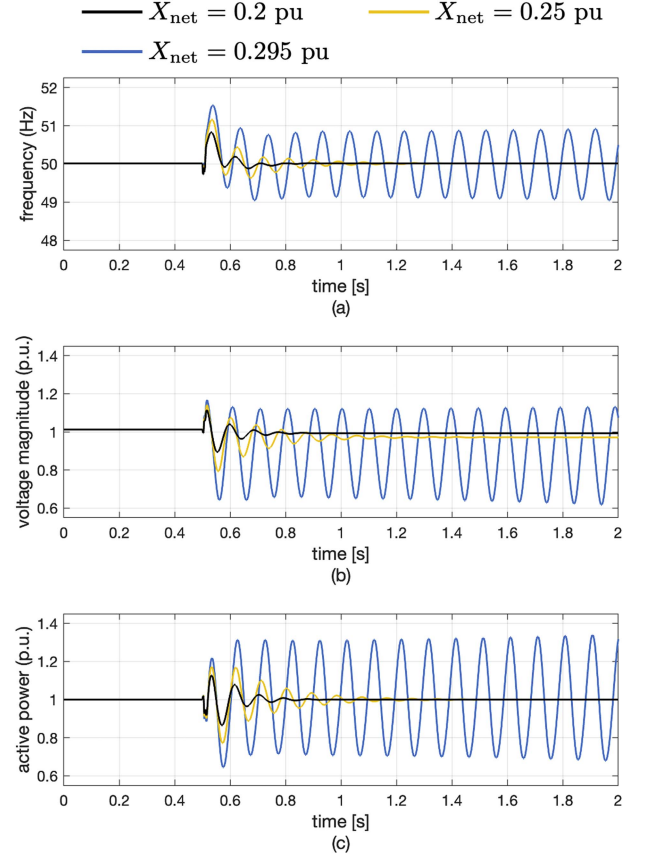 X_net = 0.2 pu X_net = 0.25 pu
X_net = 0.295 pu
52
51
50
49
48
frequency (Hz)
0 0.2 0.4 0.6 0.8 1 1.2 1.4 1.6 1.8 2
time [s]
(a)
1.4
1.2
1
0.8
0.6
voltage magnitude (p.u.)
0 0.2 0.4 0.6 0.8 1 1.2 1.4 1.6 1.8 2
time [s]
(b)
1.4
1.2
1
0.8
0.6
active power (p.u.)
0 0.2 0.4 0.6 0.8 1 1.2 1.4 1.6 1.8 2
time [s]
(c)